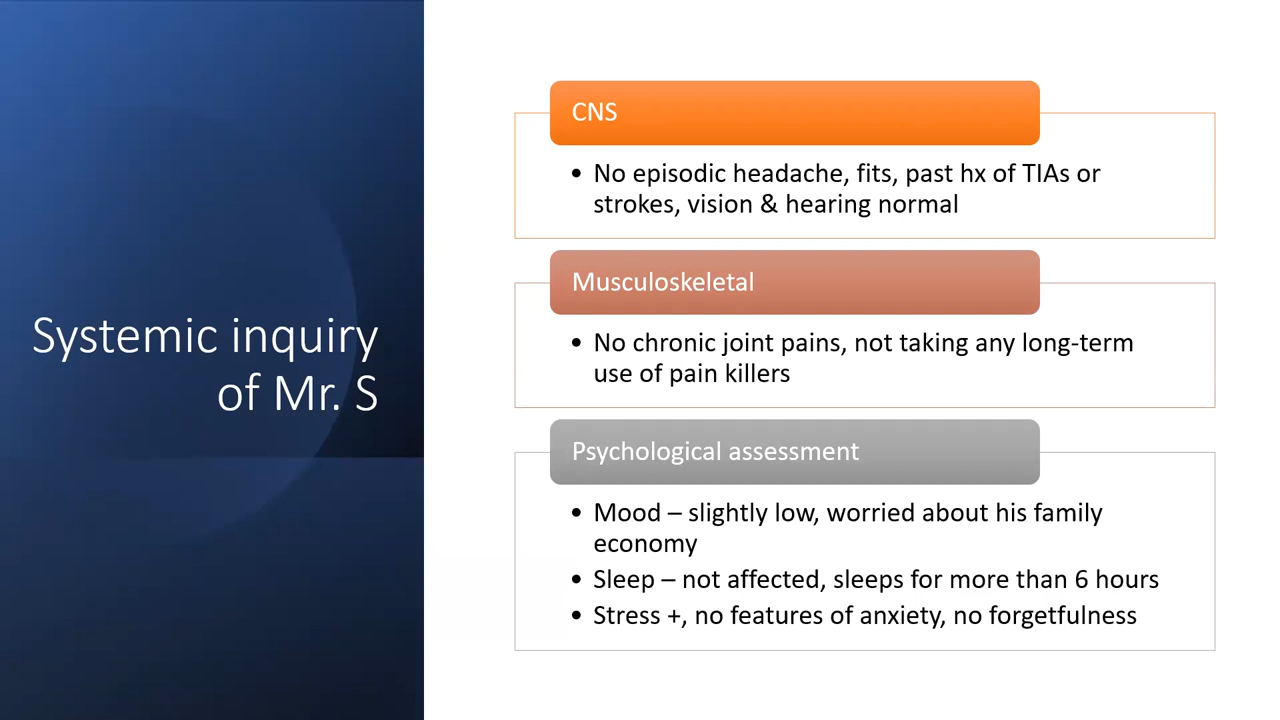 Systemic inquiry
of Mr. S
CNS
• No episodic headache, fits, past hx of TIAs or
strokes, vision & hearing normal
Musculoskeletal
• No chronic joint pains, not taking any long-term
use of pain killers
Psychological assessment
• Mood – slightly low, worried about his family
economy
• Sleep – not affected, sleeps for more than 6 hours
• Stress +, no features of anxiety, no forgetfulness